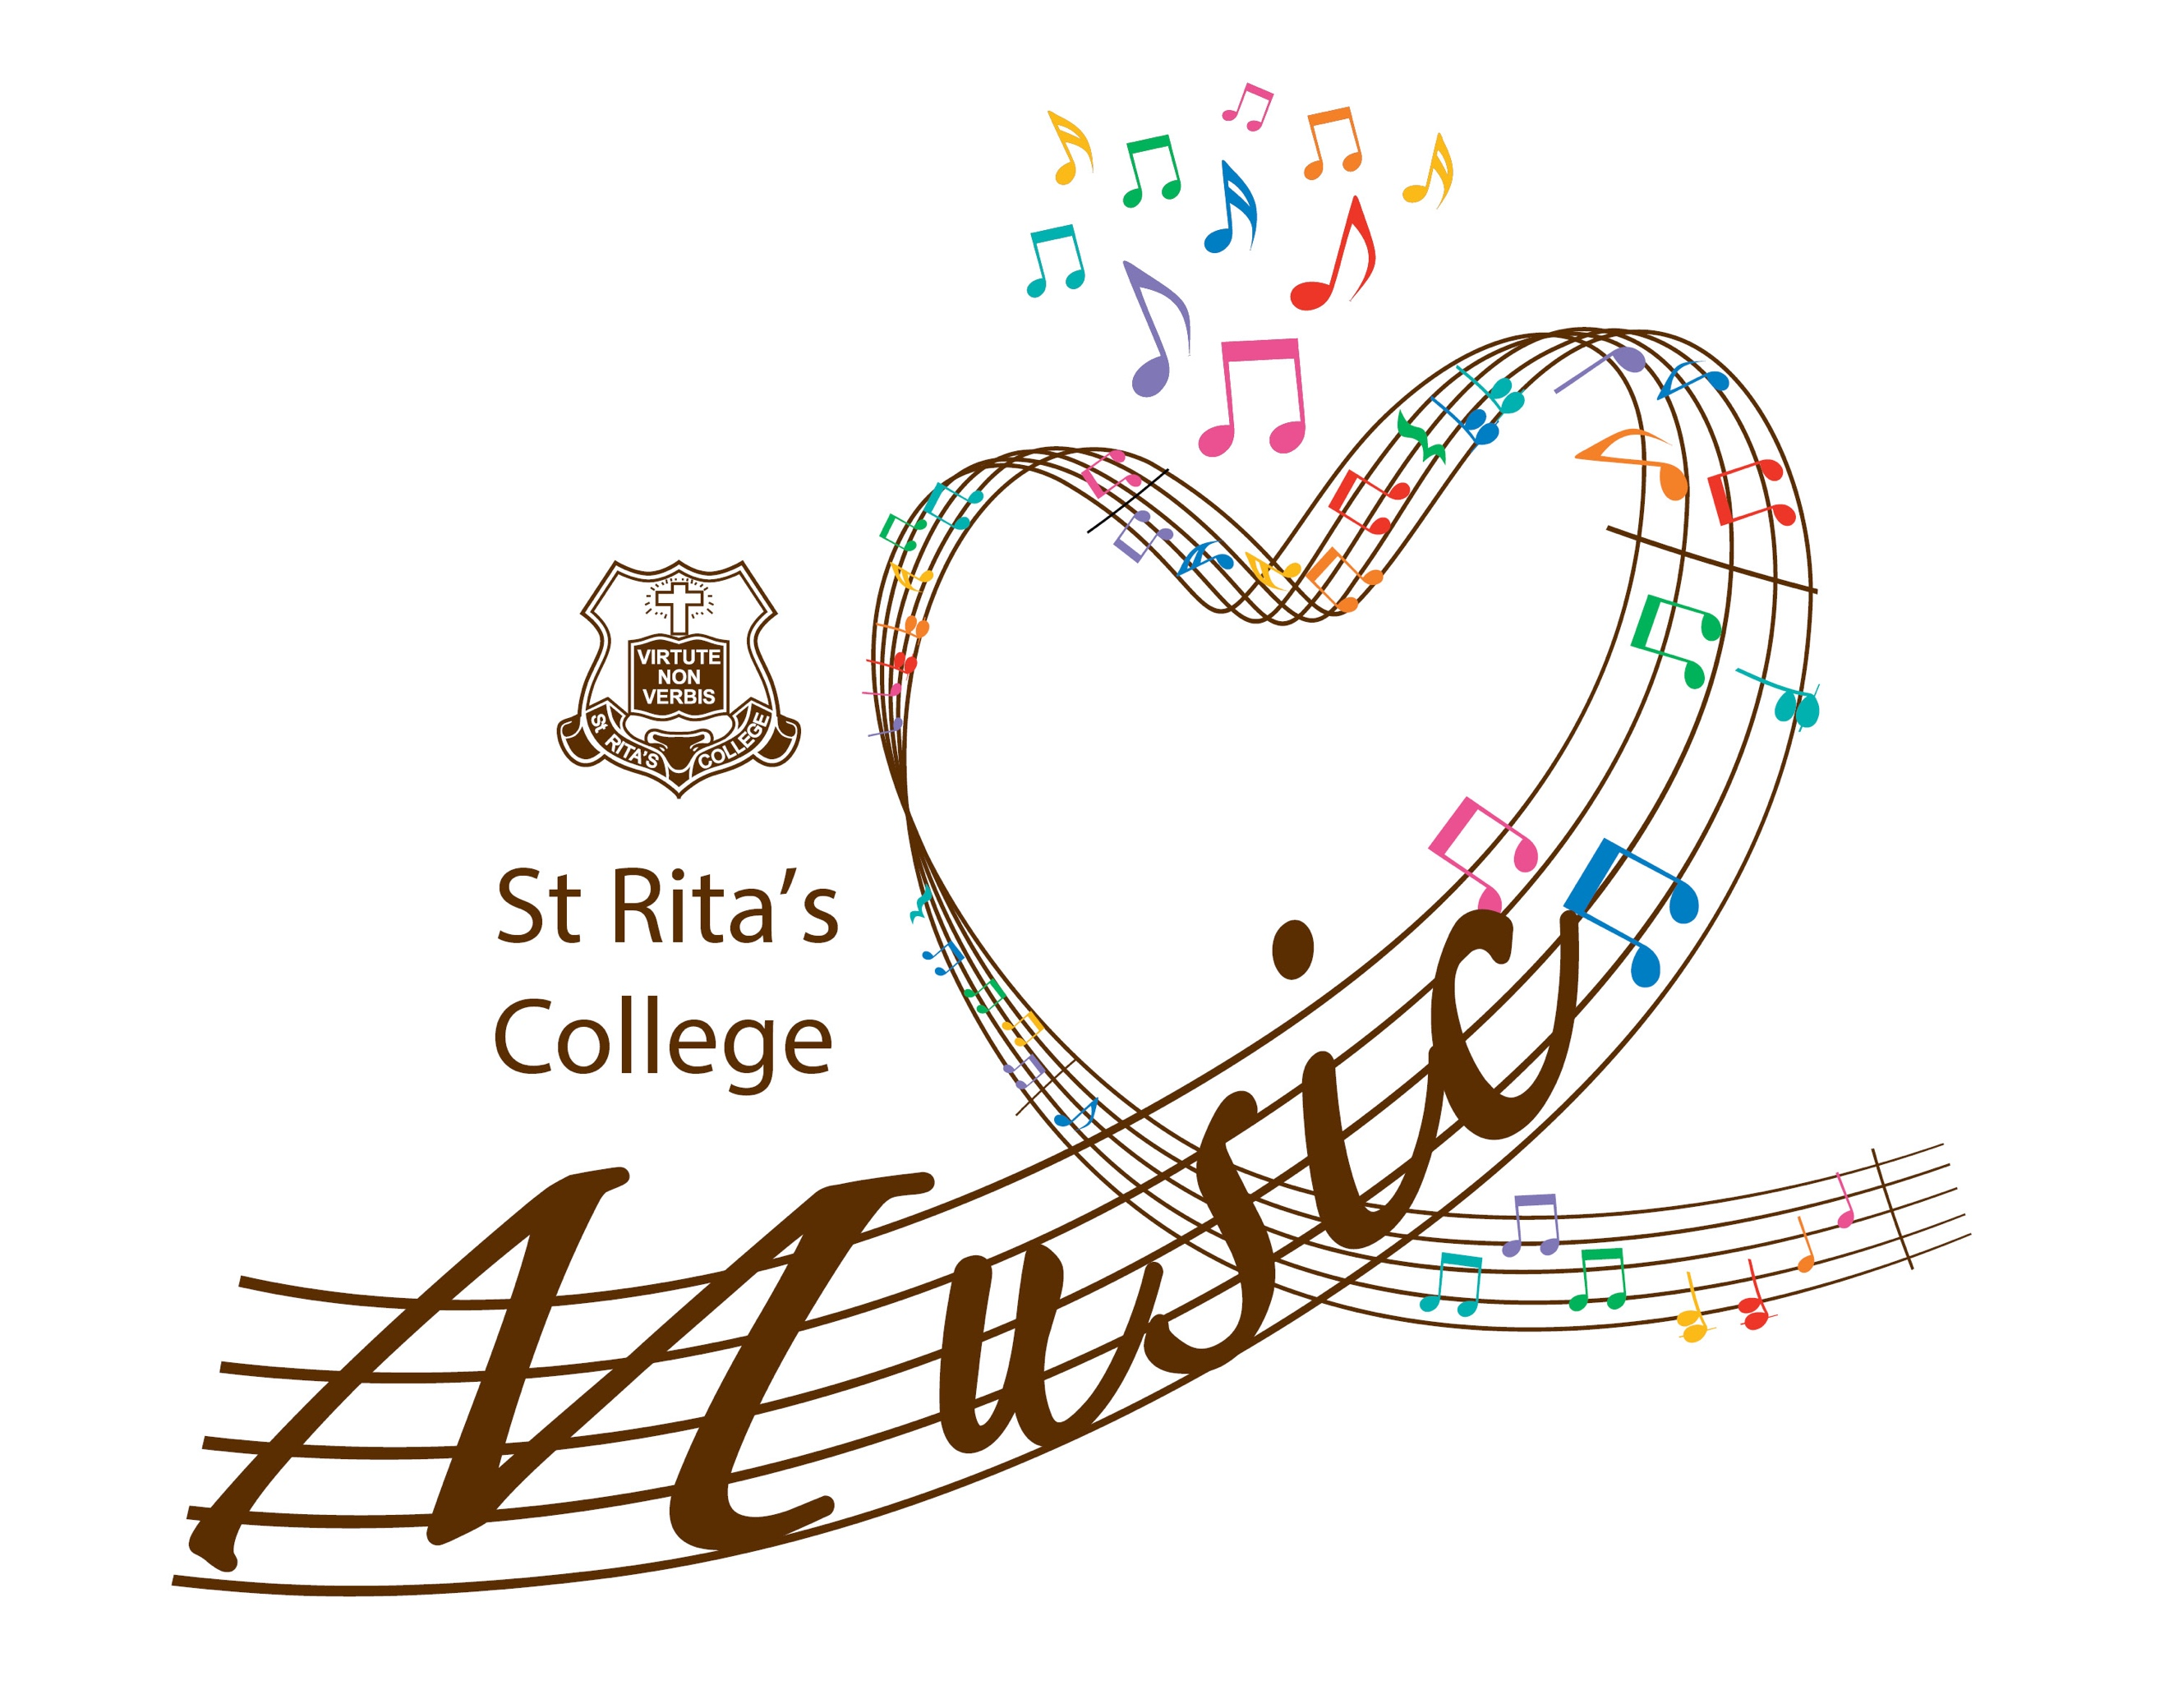 VIRTUTE
NON
VERBIS
St RITA'S COLLEGE
St Rita's
College
Music